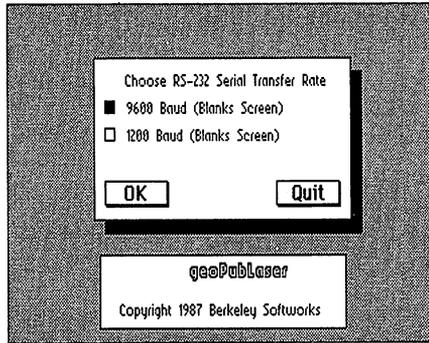 Choose RS-232 Serial Transfer Rate
9600 Baud (Blanks Screen)
1200 Baud (Blanks Screen)
OK Quit
geoPubLaser
Copyright 1987 Berkeley Softworks